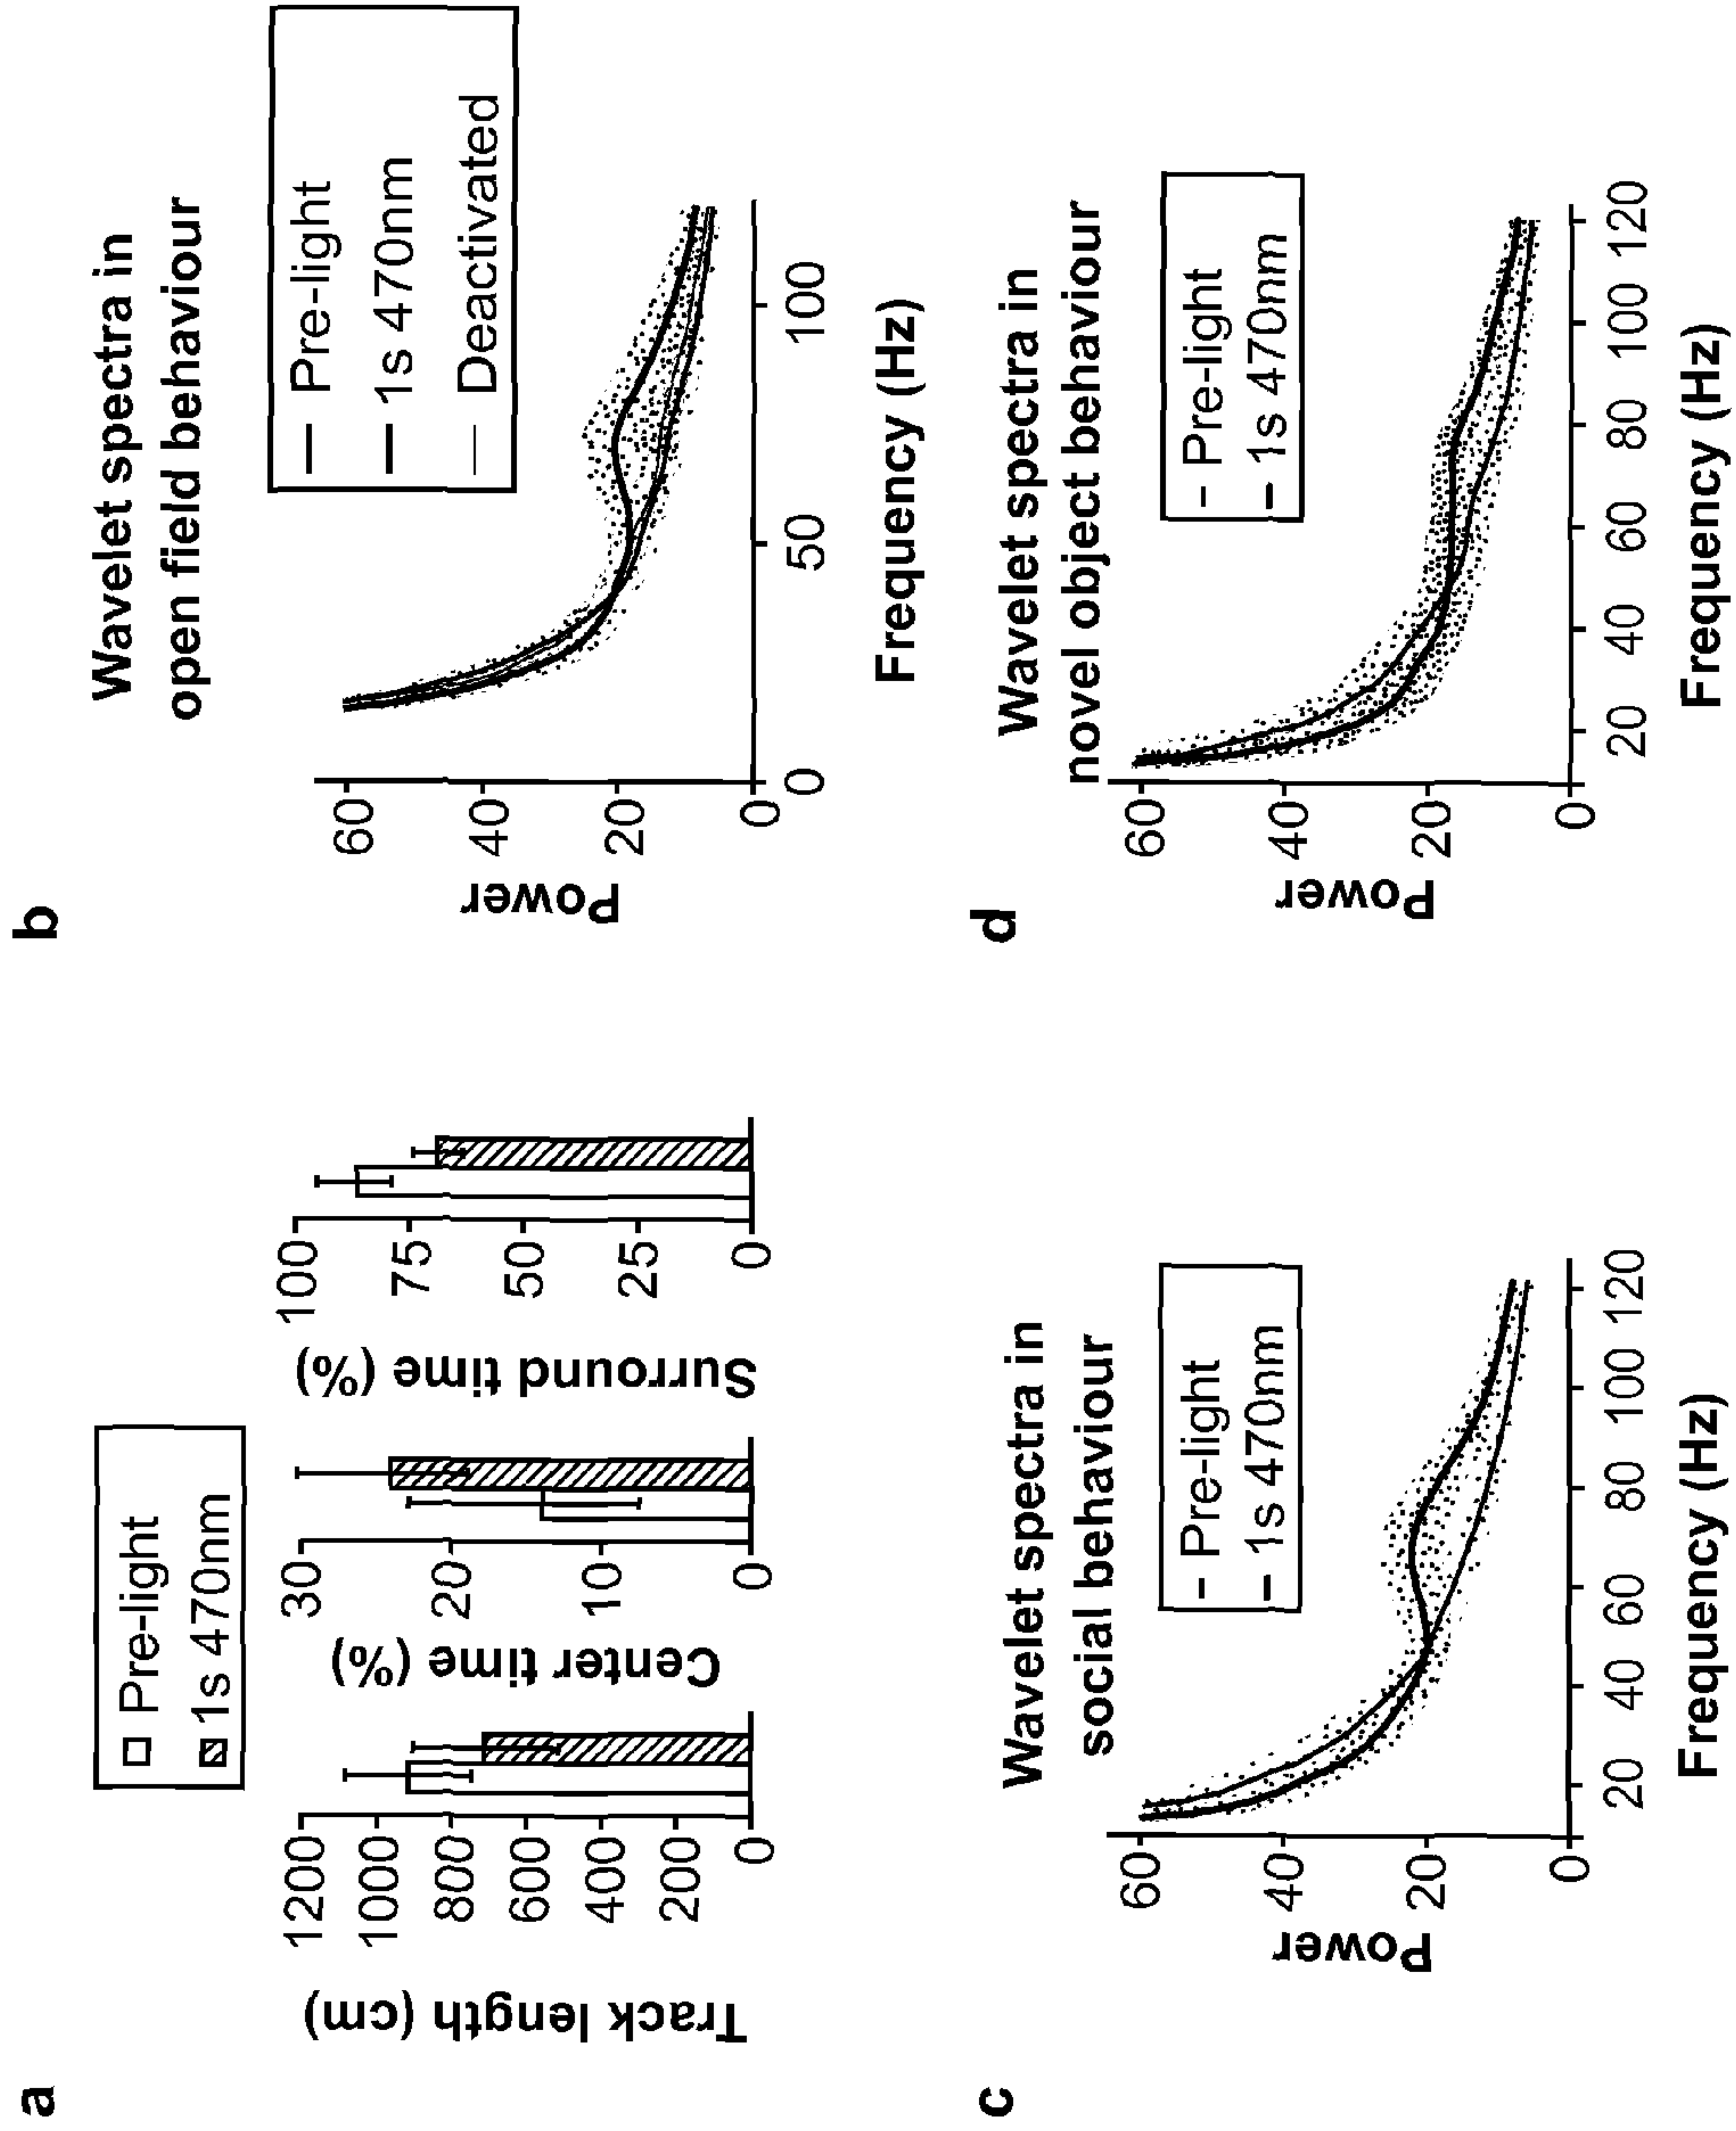 a
Pre-light
1s 470nm
Track length (cm)
1200
1000
800
600
400
200
0
Center time (%)
30
20
10
0
Surround time (%)
100
75
50
25
0
b
Wavelet spectra in
open field behaviour
Pre-light
1s 470nm
Deactivated
Power
60
40
20
0
0 50 100
Frequency (Hz)
c
Wavelet spectra in
social behaviour
Pre-light
1s 470nm
Power
60
40
20
0
20 40 60 80 100 120
Frequency (Hz)
d
Wavelet spectra in
novel object behaviour
Pre-light
1s 470nm
Power
60
40
20
0
20 40 60 80 100 120
Frequency (Hz)